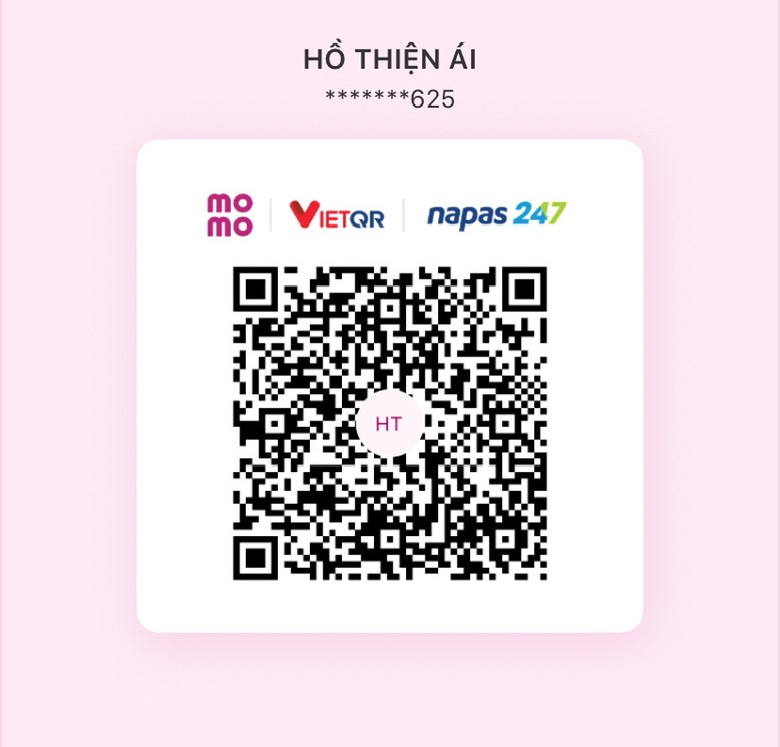 HỒ THIỆN ÁI
*******625
mo
mo
VIETQR
napas 247
HT